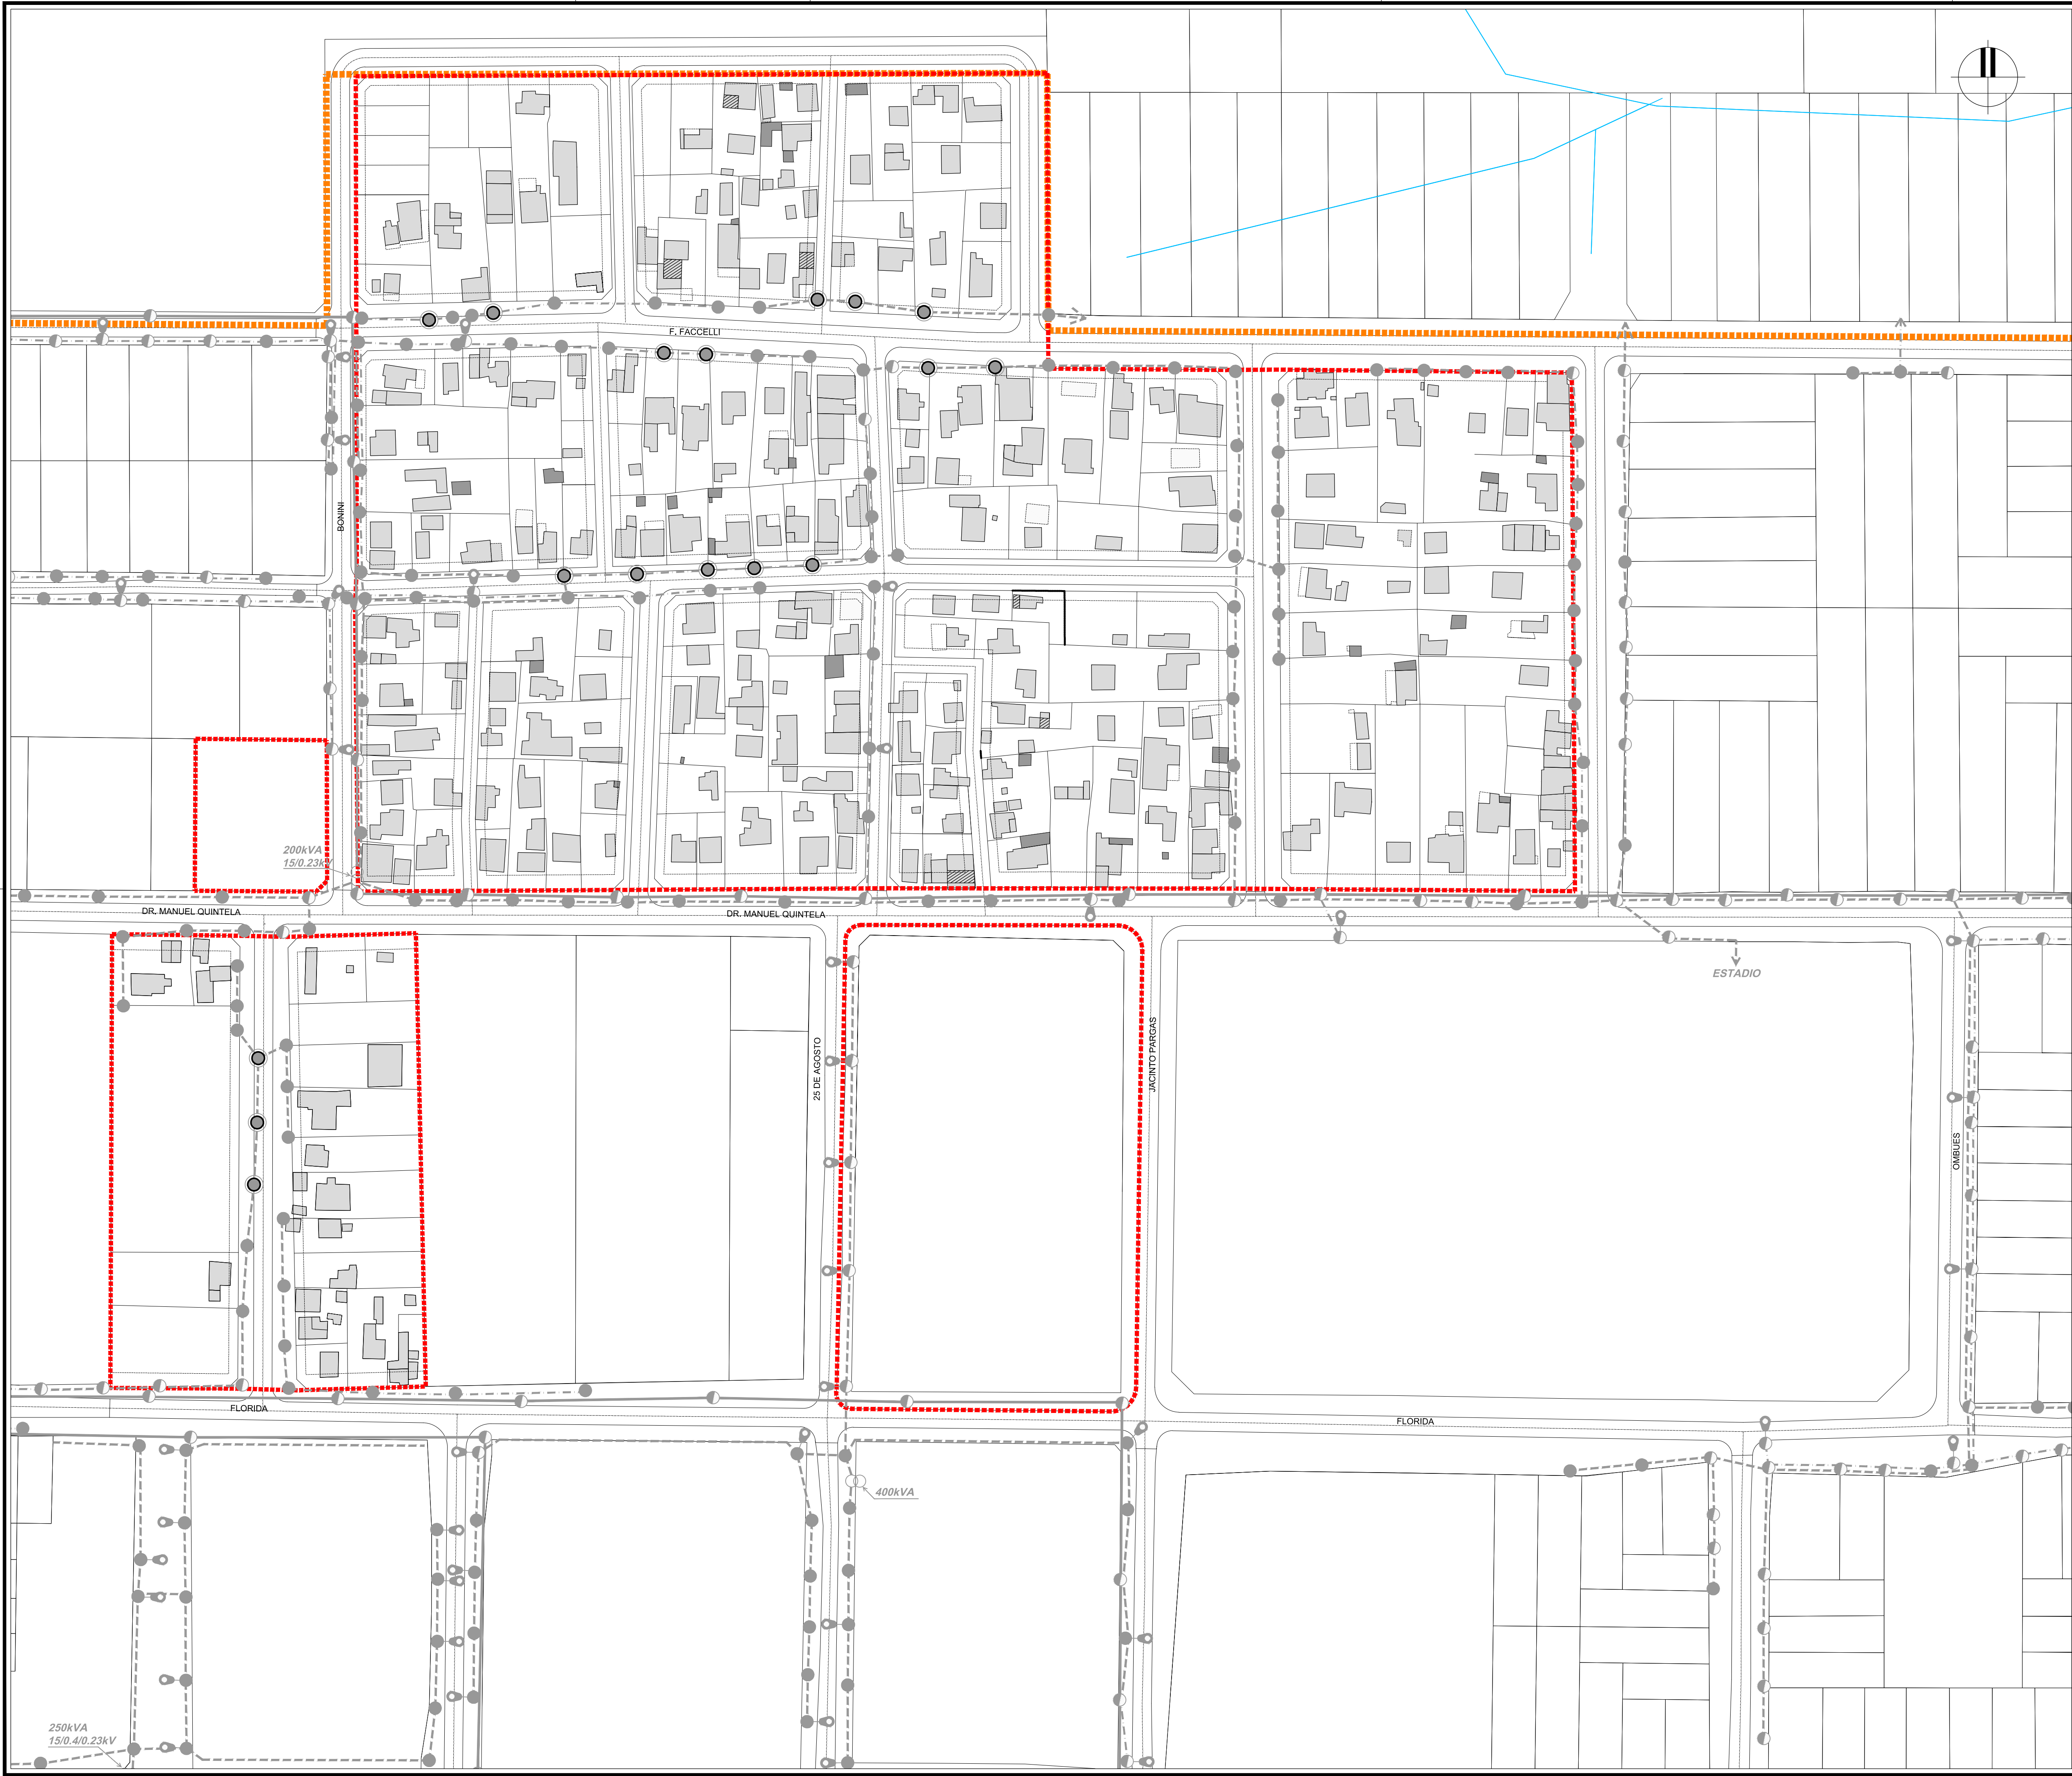 F. FACCELLI
BONINI
200kVA
15/0.23kV
DR. MANUEL QUINTELA
DR. MANUEL QUINTELA
ESTADIO
25 DE AGOSTO
JACINTO PARGAS
OMBUES
FLORIDA
FLORIDA
400kVA
250kVA
15/0.4/0.23kV